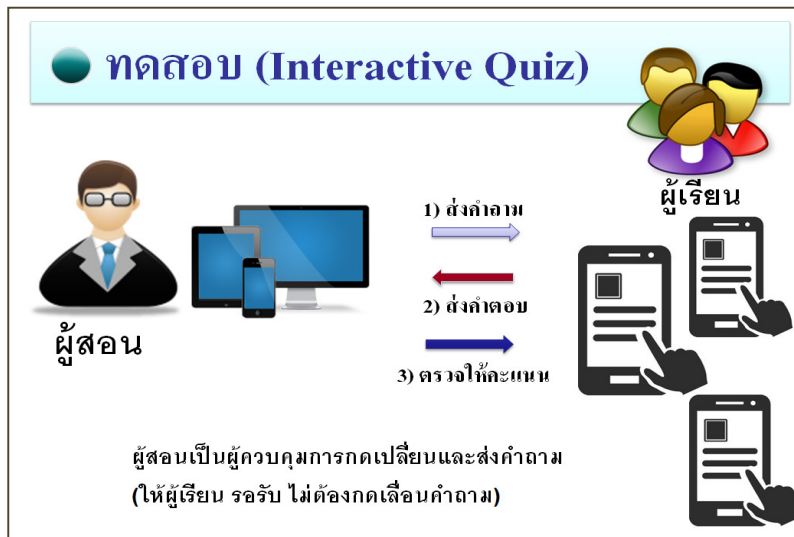 ทดสอบ (Interactive Quiz)
ผู้เรียน
1) ส่งคำถาม
2) ส่งคำตอบ
ผู้สอน
3) ตรวจให้คะแนน
ผู้สอนเป็นผู้ควบคุมการกดเปลี่ยนและส่งคำถาม
(ให้ผู้เรียน รอรับ ไม่ต้องกดเลื่อนคำถาม)